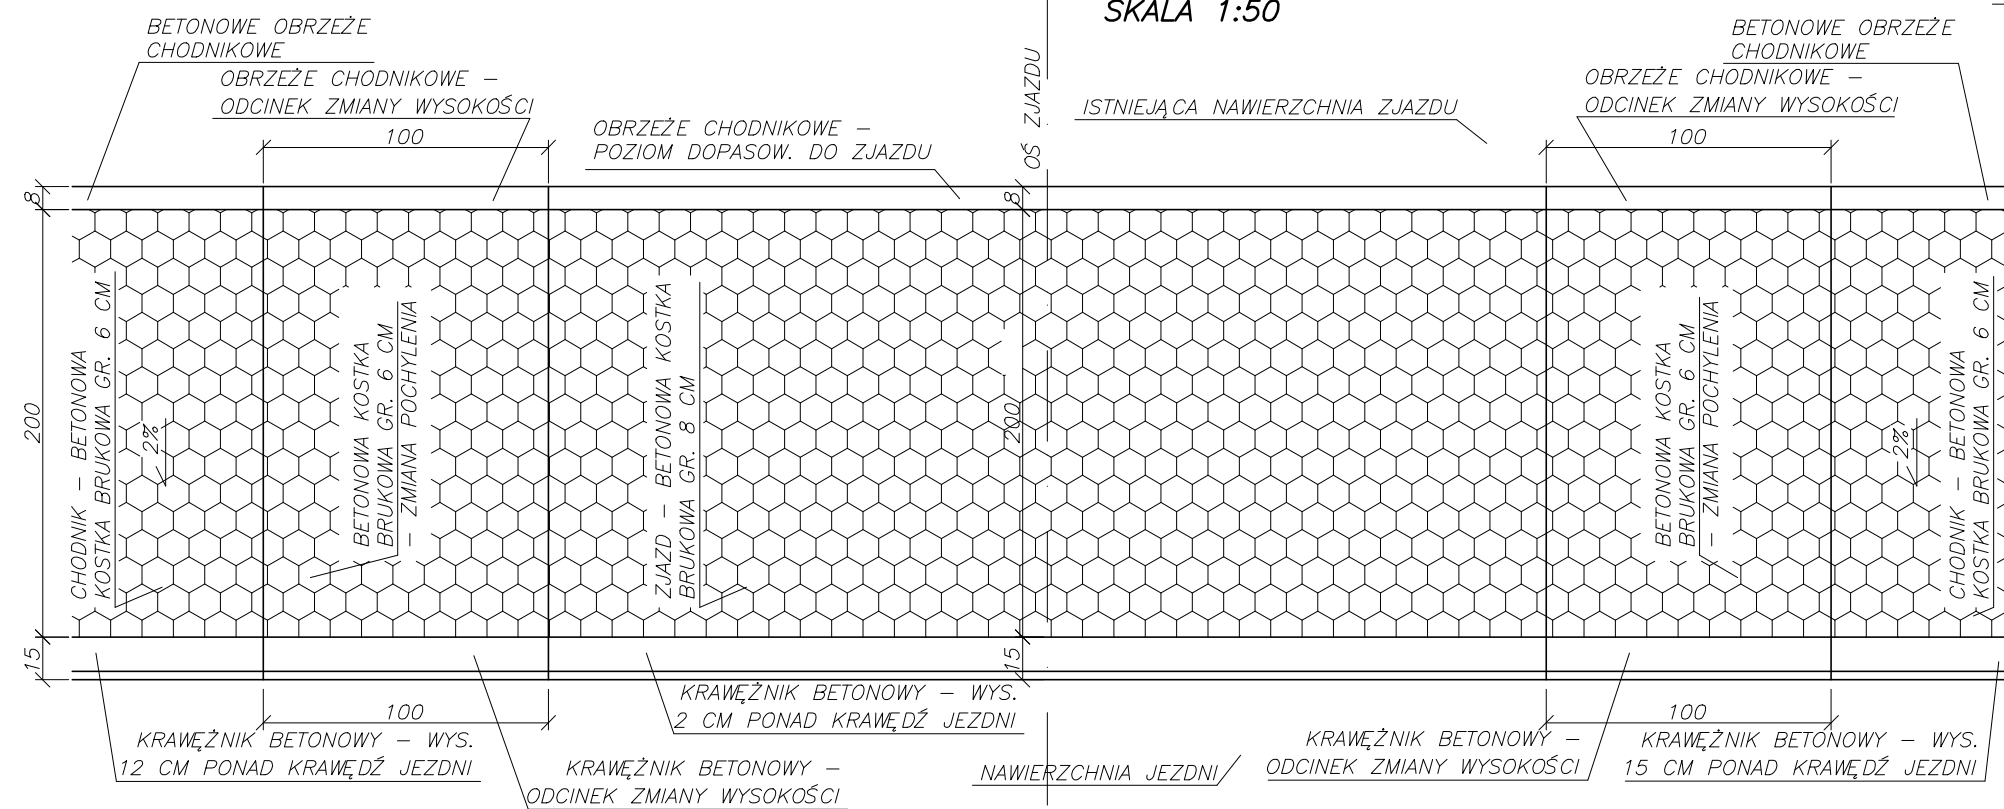 SKALA 1:50
BETONOWE OBRZEŻE
CHODNIKOWE
OBRZEŻE CHODNIKOWE –
ODCINEK ZMIANY WYSOKOŚCI
100
OBRZEŻE CHODNIKOWE –
POZIOM DOPASOW. DO ZJAZDU
OŚ ZJAZDU
ISTNIEJĄCA NAWIERZCHNIA ZJAZDU
BETONOWE OBRZEŻE
CHODNIKOWE
OBRZEŻE CHODNIKOWE –
ODCINEK ZMIANY WYSOKOŚCI
100
8
200
15
CHODNIK – BETONOWA
KOSTKA BRUKOWA GR. 6 CM
2%
BETONOWA KOSTKA
BRUKOWA GR. 6 CM
– ZMIANA POCHYLENIA
ZJAZD – BETONOWA KOSTKA
BRUKOWA GR. 8 CM
8
200
15
BETONOWA KOSTKA
BRUKOWA GR. 6 CM
– ZMIANA POCHYLENIA
2%
CHODNIK – BETONOWA
KOSTKA BRUKOWA GR. 6 CM
100
KRAWĘŻNIK BETONOWY – WYS.
12 CM PONAD KRAWĘDŹ JEZDNI
KRAWĘŻNIK BETONOWY –
ODCINEK ZMIANY WYSOKOŚCI
KRAWĘŻNIK BETONOWY – WYS.
2 CM PONAD KRAWĘDŹ JEZDNI
NAWIERZCHNIA JEZDNI
100
KRAWĘŻNIK BETONOWY –
ODCINEK ZMIANY WYSOKOŚCI
KRAWĘŻNIK BETONOWY – WYS.
15 CM PONAD KRAWĘDŹ JEZDNI